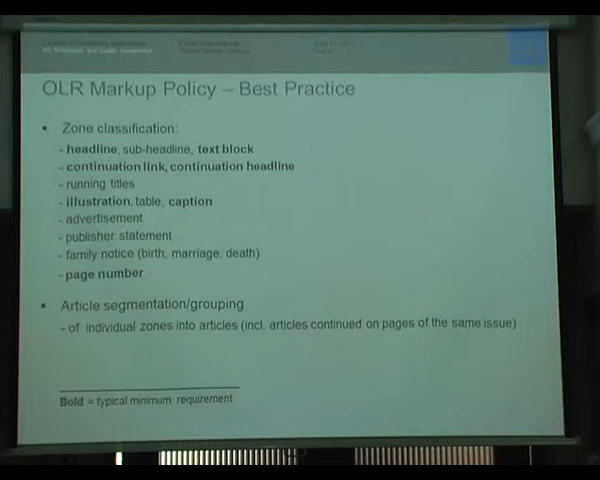 OLR Markup Policy – Best Practice
▪ Zone classification:
- headline, sub-headline, text block
- continuation link, continuation headline
- running titles
- illustration, table, caption
- advertisement
- publisher statement
- family notice (birth, marriage, death)
- page number
▪ Article segmentation/grouping
- of individual zones into articles (incl. articles continued on pages of the same issue)
Bold = typical minimum requirement